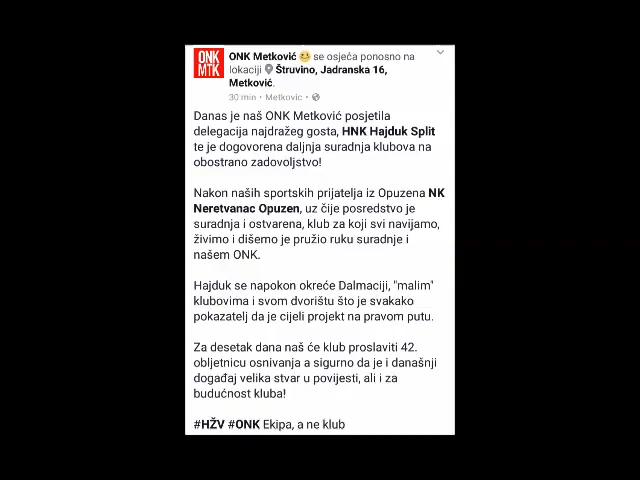 ONK
MTK
ONK Metković 😀 se osjeća ponosno na
lokaciji Štruvino, Jadranska 16,
Metković.
30 min • Metkovic •
Danas je naš ONK Metković posjetila
delegacija najdražeg gosta, HNK Hajduk Split
te je dogovorena daljnja suradnja klubova na
obostrano zadovoljstvo!
Nakon naših sportskih prijatelja iz Opuzena NK
Neretvanac Opuzen, uz čije posredstvo je
suradnja i ostvarena, klub za koji svi navijamo,
živimo i dišemo je pružio ruku suradnje i
našem ONK.
Hajduk se napokon okreće Dalmaciji, "malim"
klubovima i svom dvorištu što je svakako
pokazatelj da je cijeli projekt na pravom putu.
Za desetak dana naš će klub proslaviti 42.
obljetnicu osnivanja a sigurno da je i današnji
događaj velika stvar u povijesti, ali i za
budućnost kluba!
#HŽV #ONK Ekipa, a ne klub